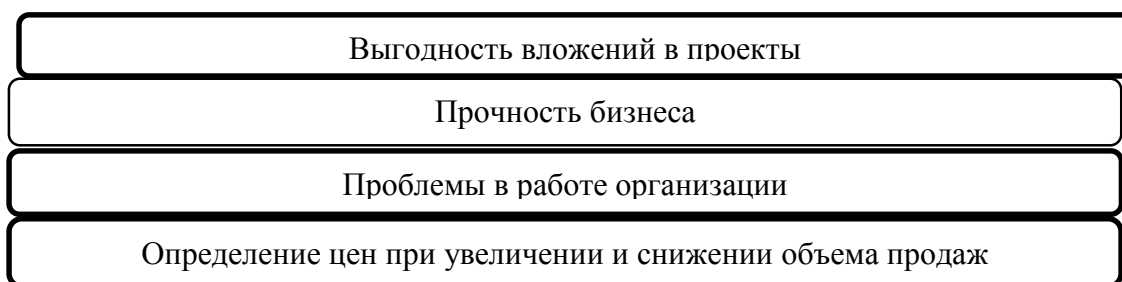 Выгодность вложений в проекты
Прочность бизнеса
Проблемы в работе организации
Определение цен при увеличении и снижении объема продаж